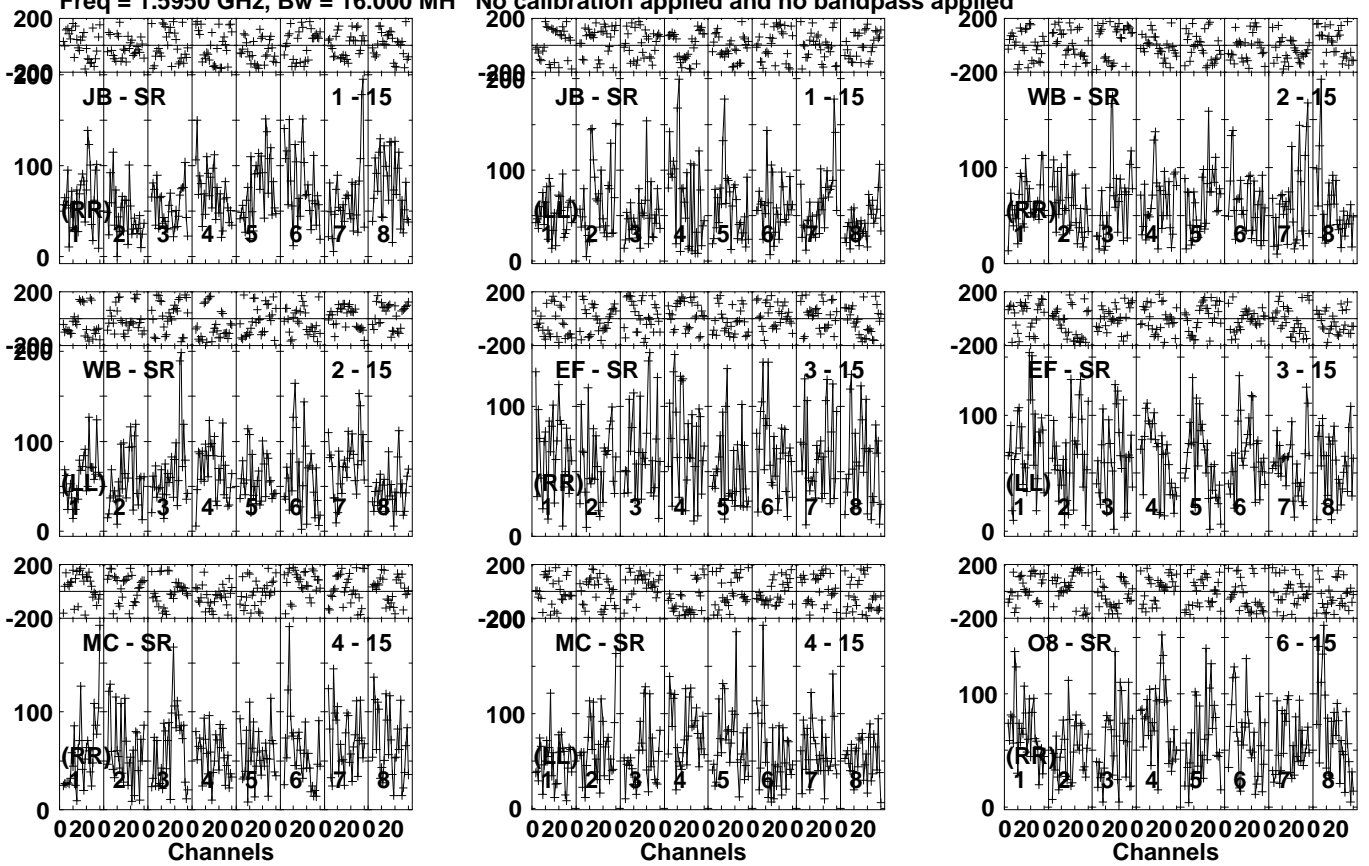 Freq = 1.5950 GHz, Bw = 16.000 MH No calibration applied and no bandpass applied
200 200 200
-200 -200 -200
200 200
JB - SR 1 - 15 JB - SR 1 - 15 WB - SR 2 - 15
100 100 100
(RR) (LL) (RR)
1 2 3 4 5 6 7 8 1 2 3 4 5 6 7 8 1 2 3 4 5 6 7 8
0 0 0
200 200 200
-200 -200 -200
200
WB - SR 2 - 15 EF - SR 3 - 15 EF - SR 3 - 15
100 100 100
(LL) (RR) (LL)
1 2 3 4 5 6 7 8 1 2 3 4 5 6 7 8 1 2 3 4 5 6 7 8
0 0 0
200 200 200
-200 -200 -200
200
MC - SR 4 - 15 MC - SR 4 - 15 O8 - SR 6 - 15
100 100 100
(RR) (LL) (RR)
1 2 3 4 5 6 7 8 1 2 3 4 5 6 7 8 1 2 3 4 5 6 7 8
0 0 0
0 20 0 20 0 20 0 20 0 20 0 20 0 20 0 20 0 20 0 20 0 20 0 20 0 20 0 20 0 20 0 20 0 20 0 20 0 20 0 20 0 20 0 20 0 20 0 20
Channels Channels Channels